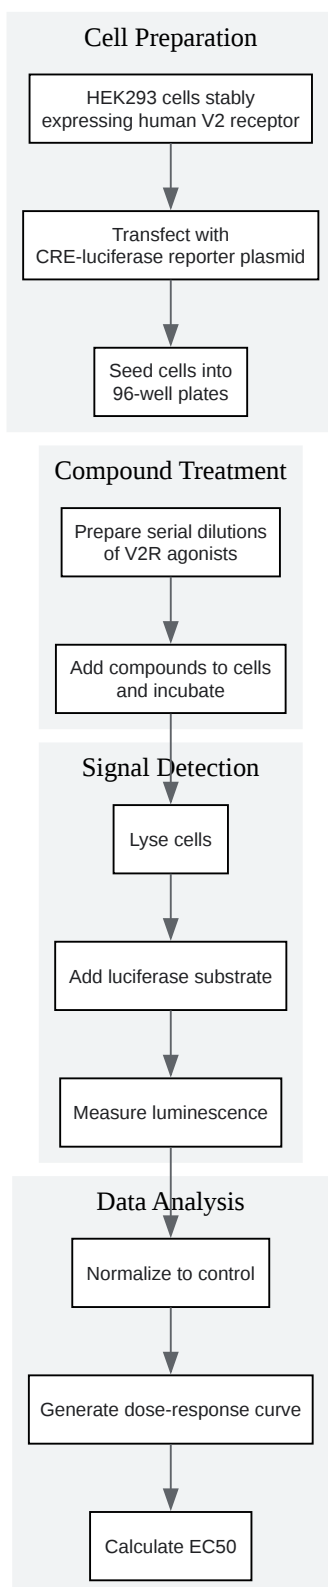 Cell Preparation
HEK293 cells stably
expressing human V2 receptor
Transfect with
CRE-luciferase reporter plasmid
Seed cells into
96-well plates
Compound Treatment
Prepare serial dilutions
of V2R agonists
Add compounds to cells
and incubate
Signal Detection
Lyse cells
Add luciferase substrate
Measure luminescence
Data Analysis
Normalize to control
Generate dose-response curve
Calculate EC50